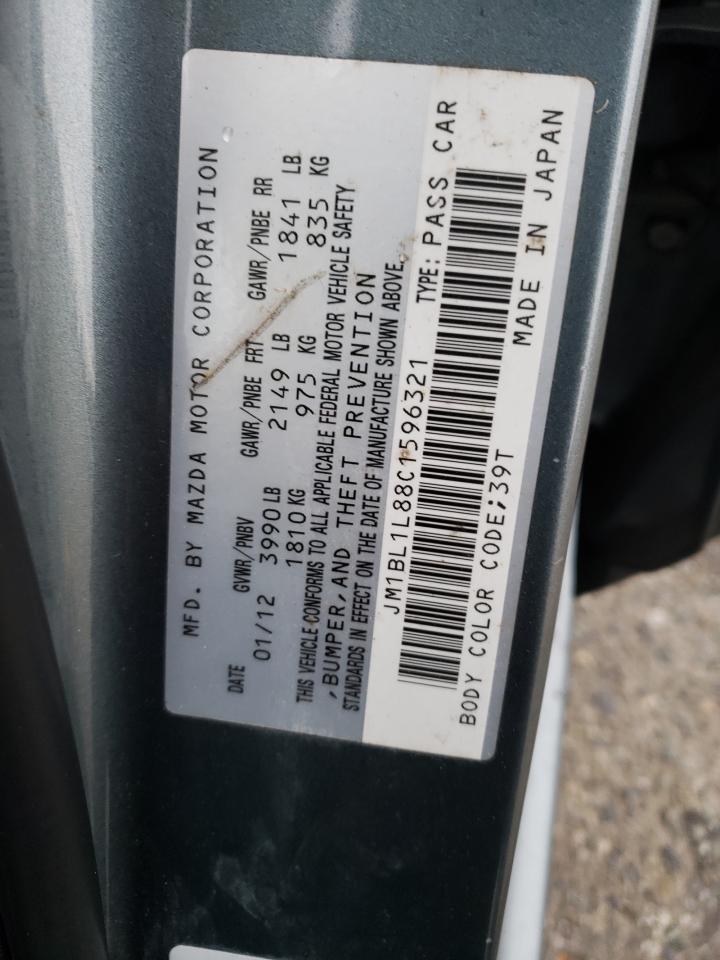 MFD. BY MAZDA MOTOR CORPORATION
DATE GVWR/PNBV GAWR/PNBE FRT GAWR/PNBE RR
01/12 3990 LB 2149 LB 1841 LB
1810 KG 975 KG 835 KG
THIS VEHICLE CONFORMS TO ALL APPLICABLE FEDERAL MOTOR VEHICLE SAFETY
,BUMPER,AND THEFT PREVENTION
STANDARDS IN EFFECT ON THE DATE OF MANUFACTURE SHOWN ABOVE.
JM1BL1L88C1596321 TYPE: PASS CAR
BODY COLOR CODE;39T MADE IN JAPAN